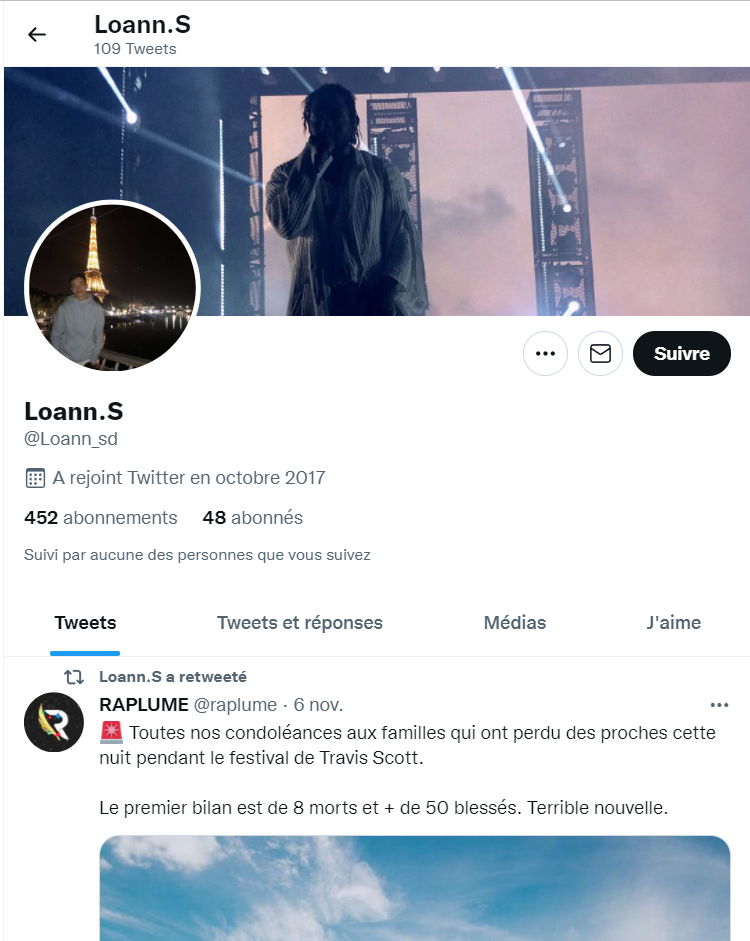 Loann.S
109 Tweets
Suivre
Loann.S
@Loann_sd
A rejoint Twitter en octobre 2017
452 abonnements 48 abonnés
Suivi par aucune des personnes que vous suivez
Tweets Tweets et réponses Médias J'aime
Loann.S a retweeté
RAPLUME @raplume · 6 nov.
🚨 Toutes nos condoléances aux familles qui ont perdu des proches cette
nuit pendant le festival de Travis Scott.
Le premier bilan est de 8 morts et + de 50 blessés. Terrible nouvelle.